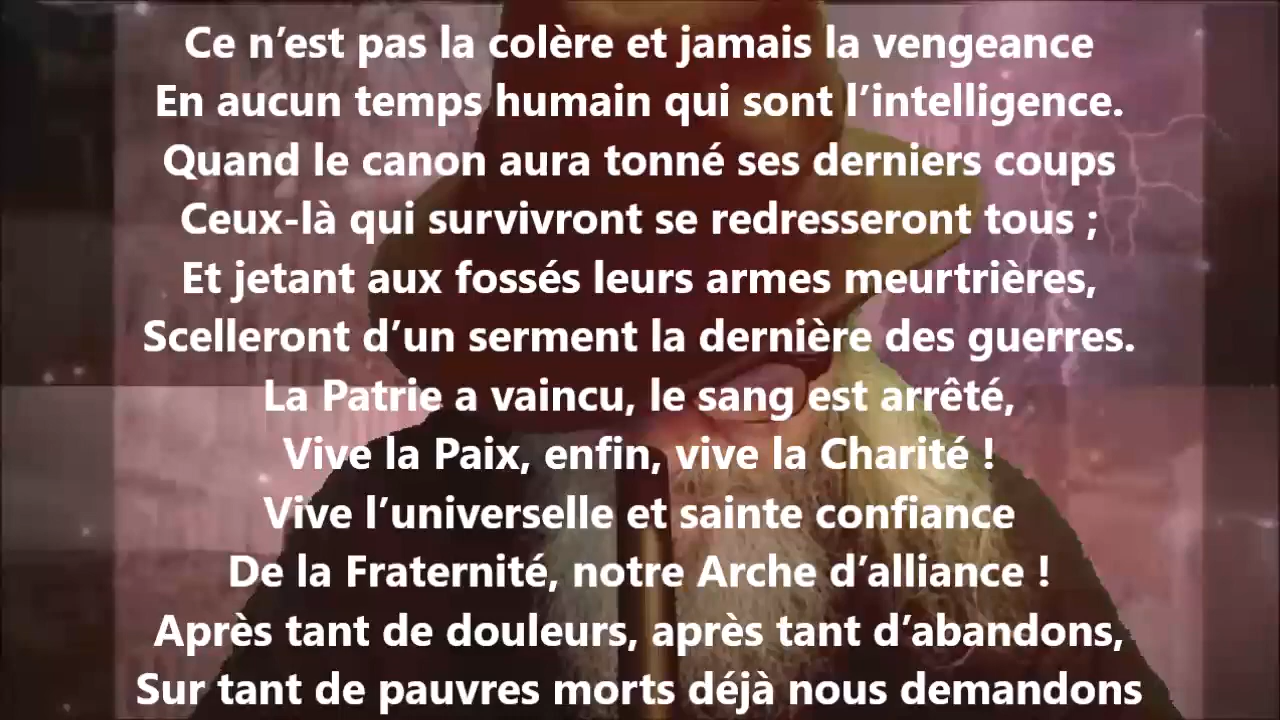 Ce n’est pas la colère et jamais la vengeance
En aucun temps humain qui sont l’intelligence.
Quand le canon aura tonné ses derniers coups
Ceux-là qui survivront se redresseront tous ;
Et jetant aux fossés leurs armes meurtrières,
Scelleront d’un serment la dernière des guerres.
La Patrie a vaincu, le sang est arrêté,
Vive la Paix, enfin, vive la Charité !
Vive l’universelle et sainte confiance
De la Fraternité, notre Arche d’alliance !
Après tant de douleurs, après tant d’abandons,
Sur tant de pauvres morts déjà nous demandons